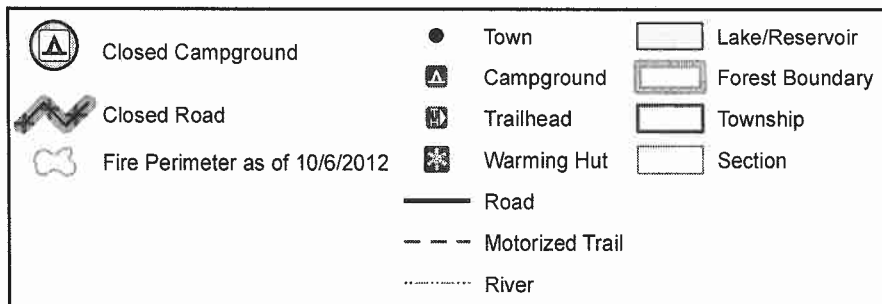 Closed Campground
Closed Road
Fire Perimeter as of 10/6/2012
Town
Campground
Trailhead
Warming Hut
Road
Motorized Trail
River
Lake/Reservoir
Forest Boundary
Township
Section